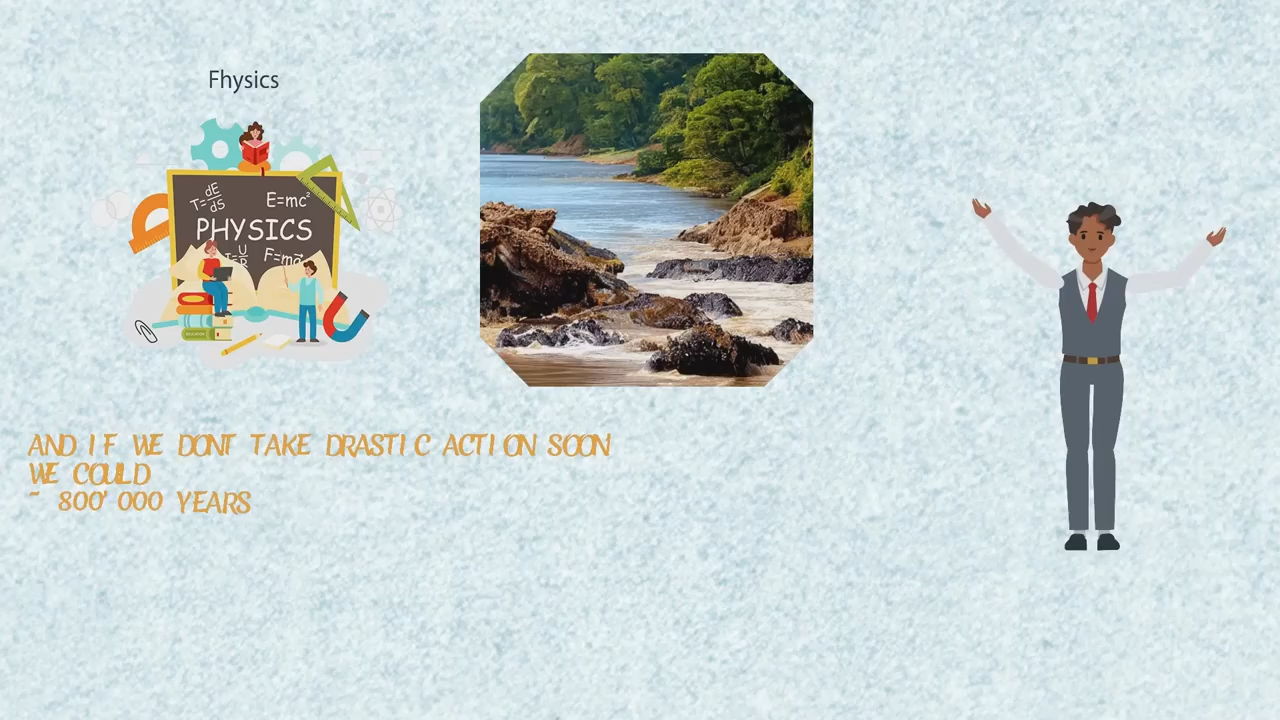 Fhysics
T=dE/dS
E=mc²
PHYSICS
F=ma
AND IF WE DONT TAKE DRASTIC ACTION SOON
WE COULD
~ 800'000 YEARS